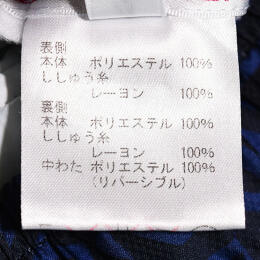 表側
本体 ポリエステル 100%
ししゅう糸
レーヨン 100%
裏側
本体 ポリエステル 100%
ししゅう糸
レーヨン 100%
中わた ポリエステル 100%
(リバーシブル)